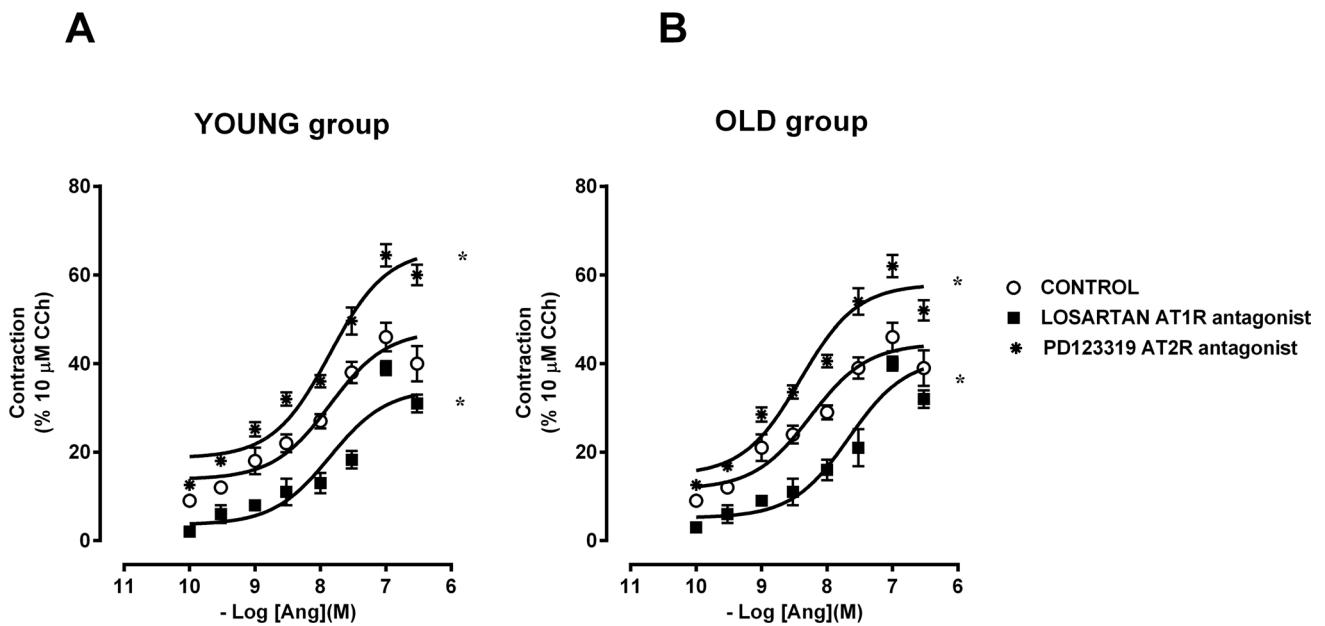 A
B
YOUNG group
OLD group
80
60
40
20
0
Contraction
(% 10 µM CCh)
11 10 9 8 7 6
- Log [Ang](M)
*
*
80
60
40
20
0
Contraction
(% 10 µM CCh)
11 10 9 8 7 6
- Log [Ang](M)
*
*
CONTROL
LOSARTAN AT1R antagonist
PD123319 AT2R antagonist